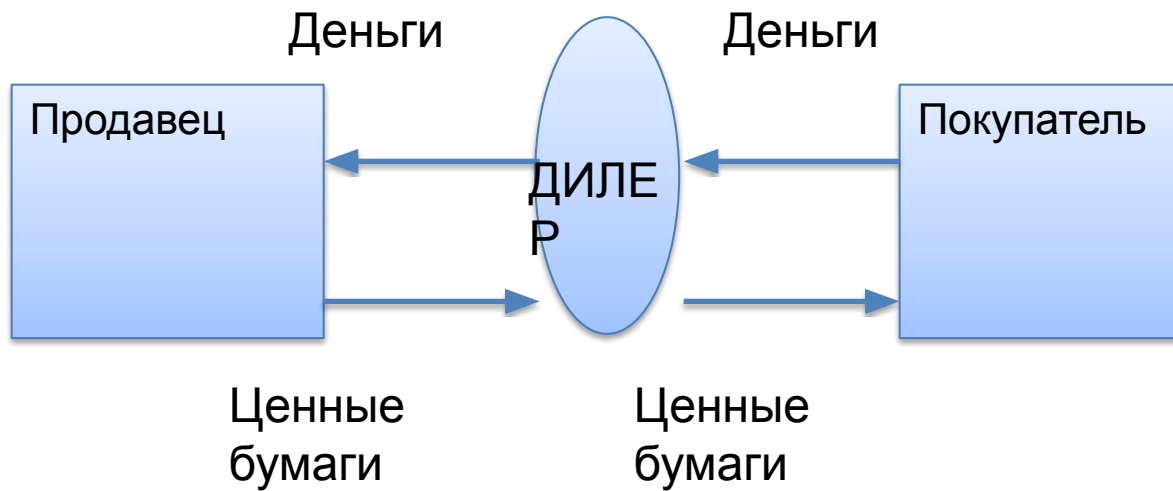 Деньги
Деньги
Продавец
Покупатель
ДИЛЕ
Р
Ценные
бумаги
Ценные
бумаги